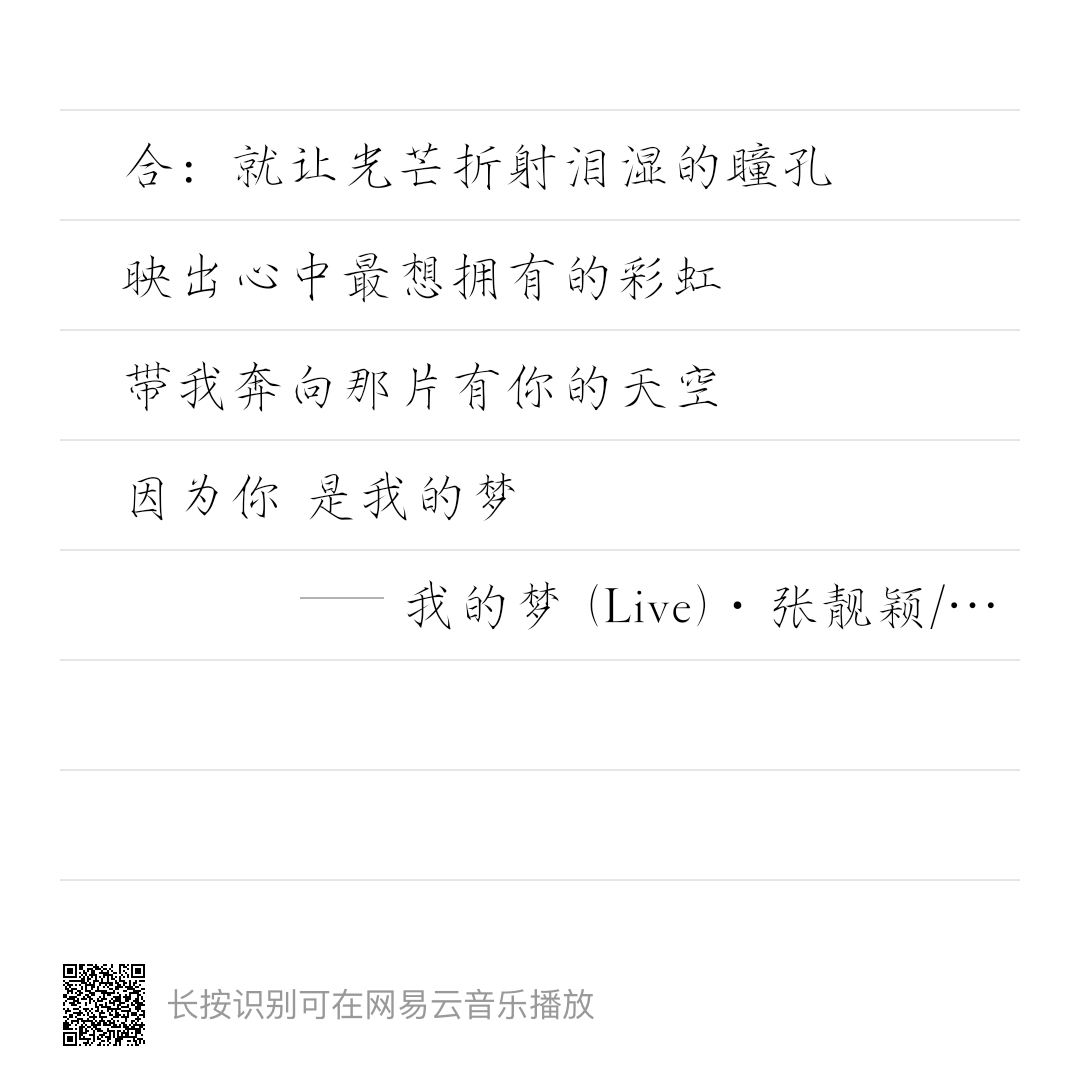 合：就让光芒折射泪湿的瞳孔
映出心中最想拥有的彩虹
带我奔向那片有你的天空
因为你 是我的梦
—— 我的梦 (Live)·张靓颖/···
长按识别可在网易云音乐播放